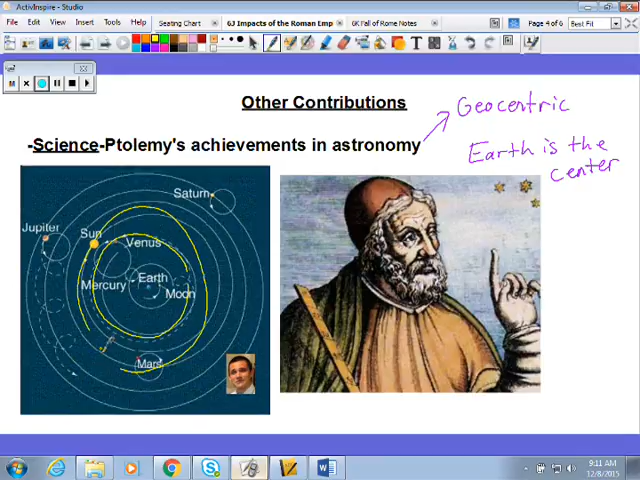 ActivInspire - Studio
File Edit View Insert Tools Help
Seating Chart
6J Impacts of the Roman Emp
6K Fall of Rome Notes
Page 4 of 6
Best Fit
Other Contributions
Geocentric
-Science-Ptolemy's achievements in astronomy
Earth is the
center
Saturn
Jupiter
Sun
Venus
Earth
Mercury
Moon
Mars
9:11 AM
12/8/2015